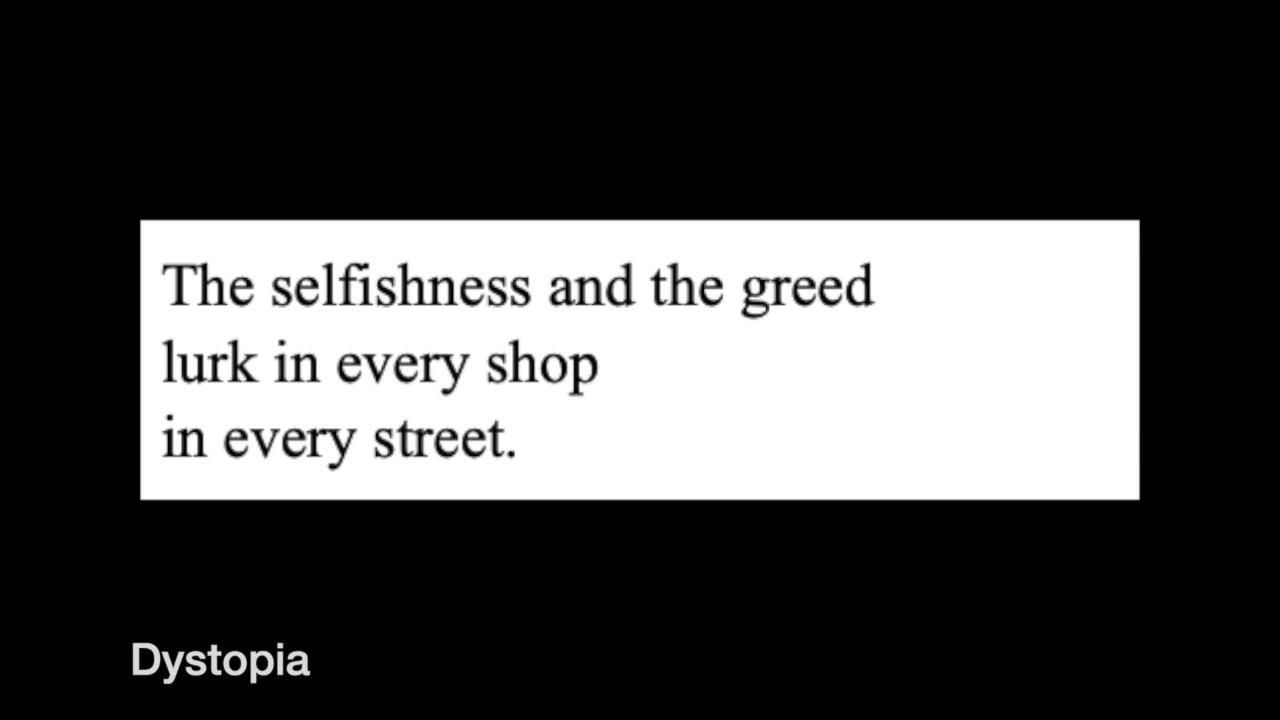 The selfishness and the greed
lurk in every shop
in every street.
Dystopia